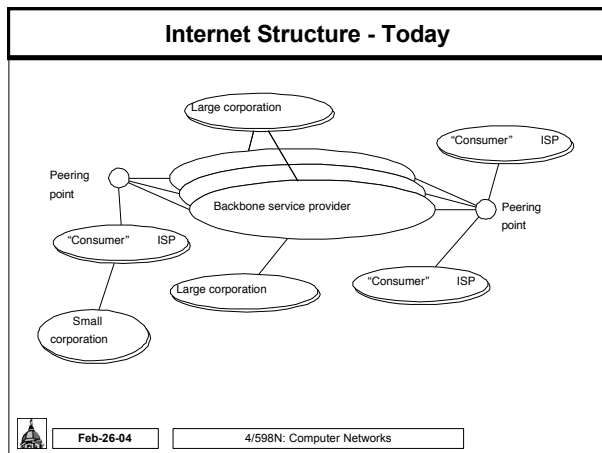 Internet Structure - Today
Large corporation
"Consumer" ISP
Peering
point
Backbone service provider
Peering
point
"Consumer" ISP
"Consumer" ISP
Large corporation
Small
corporation
Feb-26-04
4/598N: Computer Networks